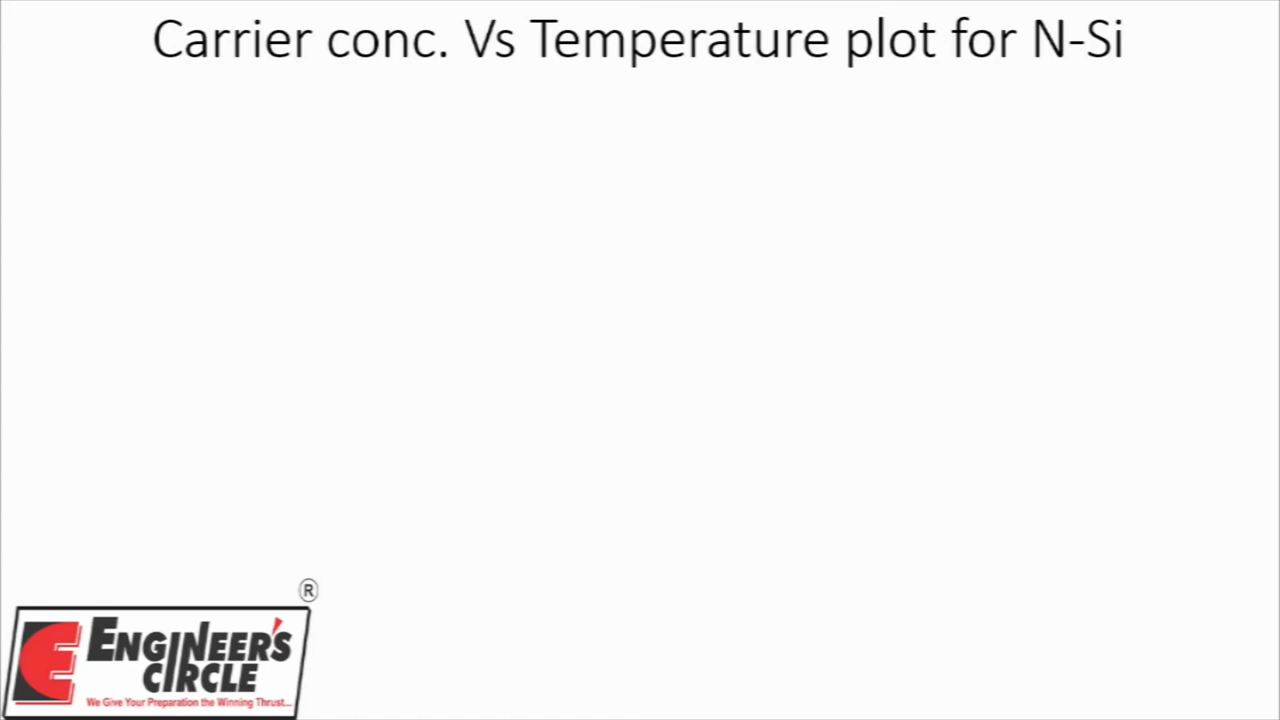 Carrier conc. Vs Temperature plot for N-Si
®
ENGINEER'S
CIRCLE
We Give Your Preparation the Winning Thrust...